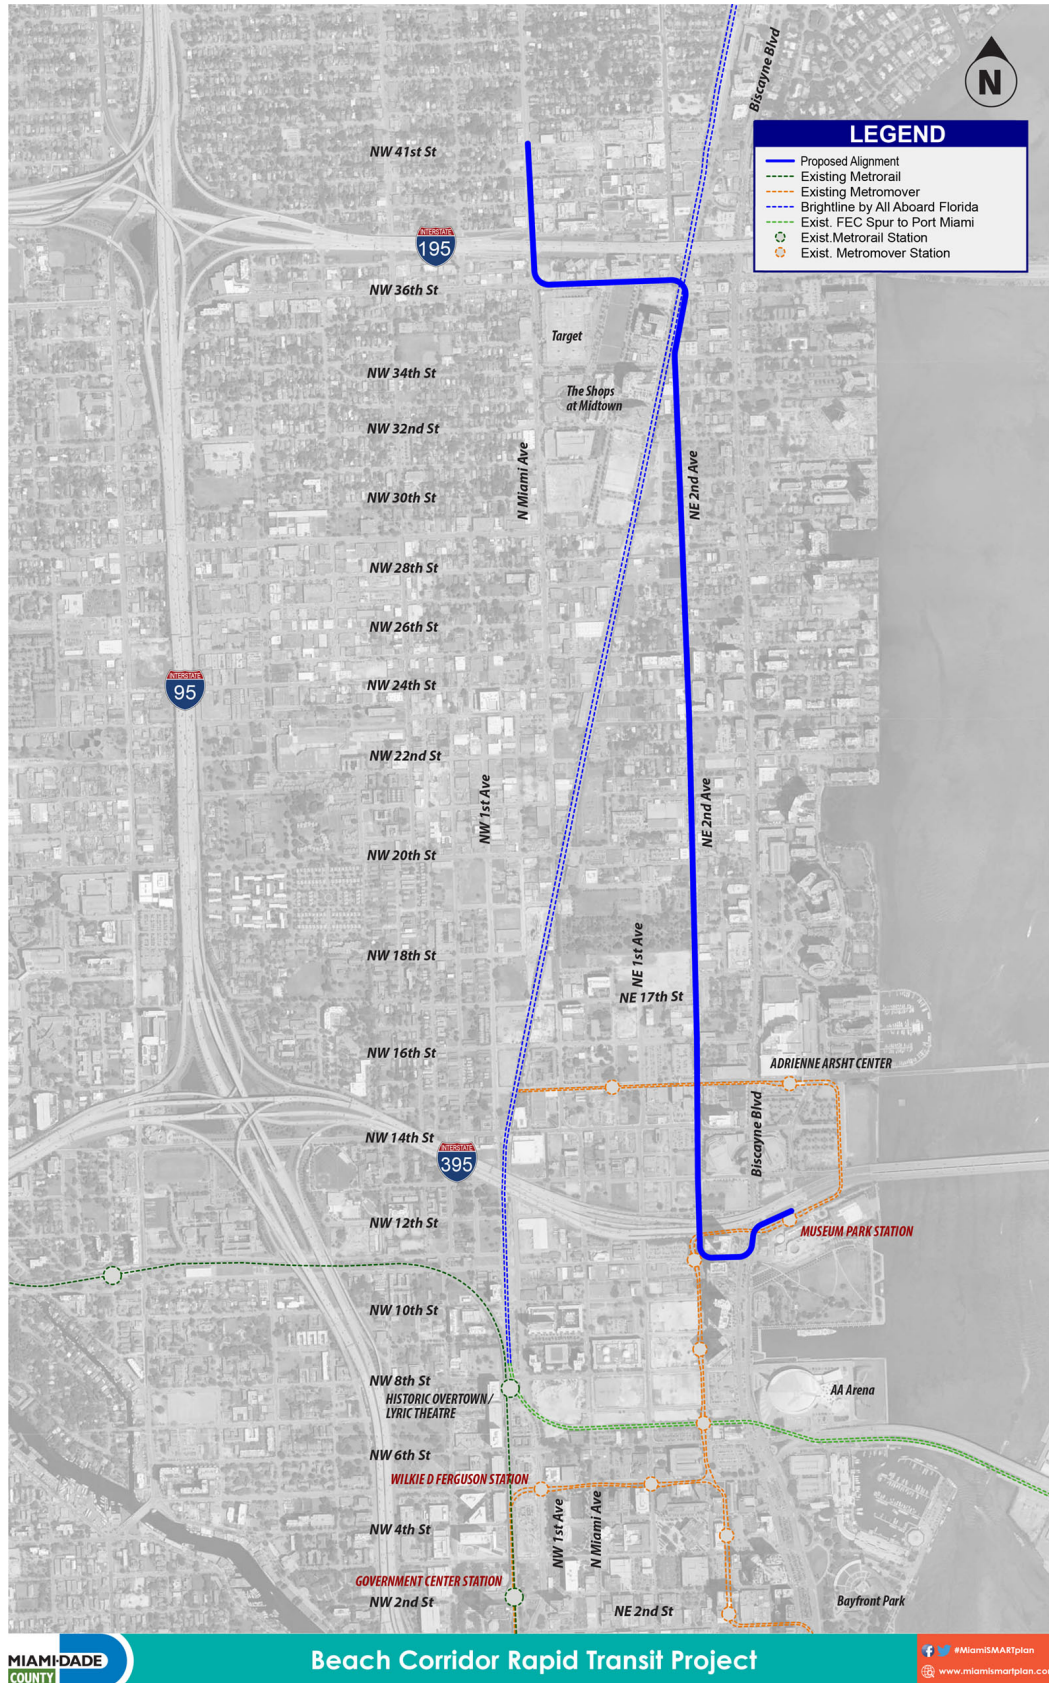 Biscayne Blvd
N
LEGEND
Proposed Alignment
Existing Metrorail
Existing Metromover
Brightline by All Aboard Florida
Exist. FEC Spur to Port Miami
Exist.Metrorail Station
Exist. Metromover Station
NW 41st St
INTERSTATE
195
NW 36th St
Target
NW 34th St
The Shops
at Midtown
NW 32nd St
N Miami Ave
NE 2nd Ave
NW 30th St
NW 28th St
NW 26th St
INTERSTATE
95
NW 24th St
NW 22nd St
NW 1st Ave
NE 2nd Ave
NW 20th St
NW 18th St
NE 1st Ave
NE 17th St
NW 16th St
ADRIENNE ARSHT CENTER
Biscayne Blvd
NW 14th St
INTERSTATE
395
NW 12th St
MUSEUM PARK STATION
NW 10th St
NW 8th St
HISTORIC OVERTOWN/
LYRIC THEATRE
AA Arena
NW 6th St
WILKIE D FERGUSON STATION
NW 1st Ave
N Miami Ave
NW 4th St
GOVERNMENT CENTER STATION
NW 2nd St
NE 2nd St
Bayfront Park
MIAMI-DADE
COUNTY
Beach Corridor Rapid Transit Project
#MiamiSMARTplan
www.miamismartplan.com